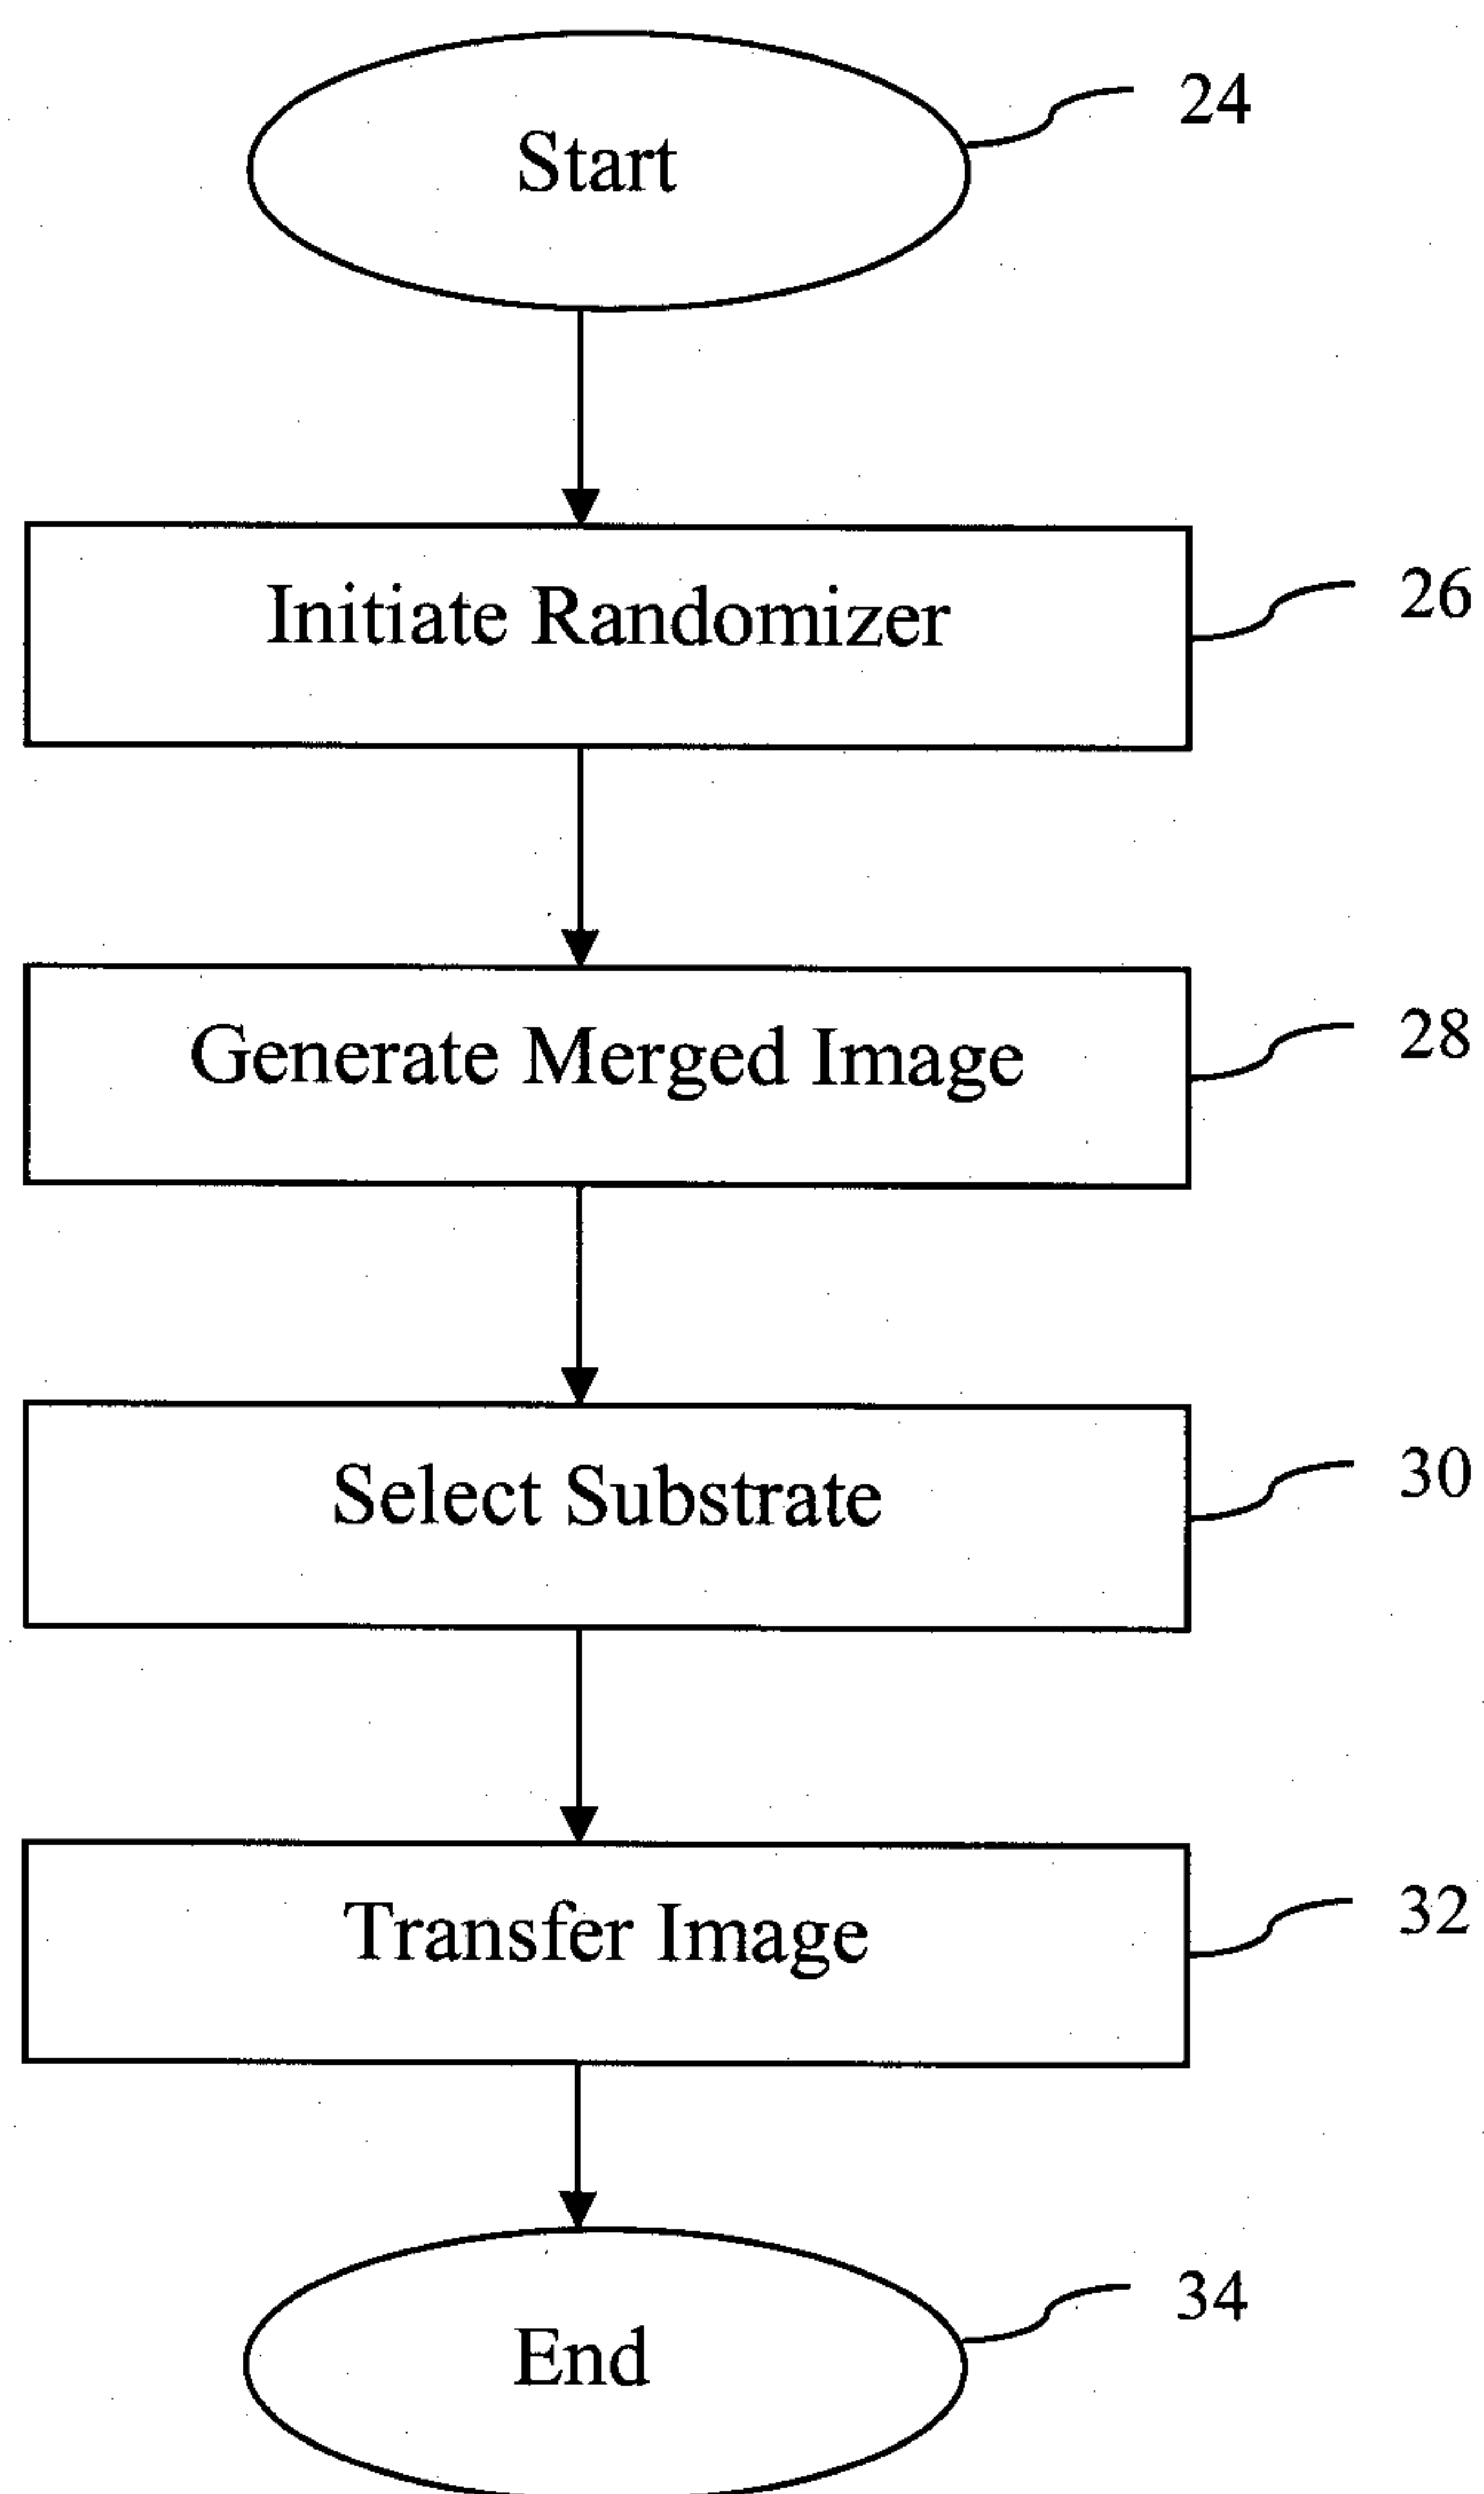 Start
24
Initiate Randomizer
26
Generate Merged Image
28
Select Substrate
30
Transfer Image
32
End
34